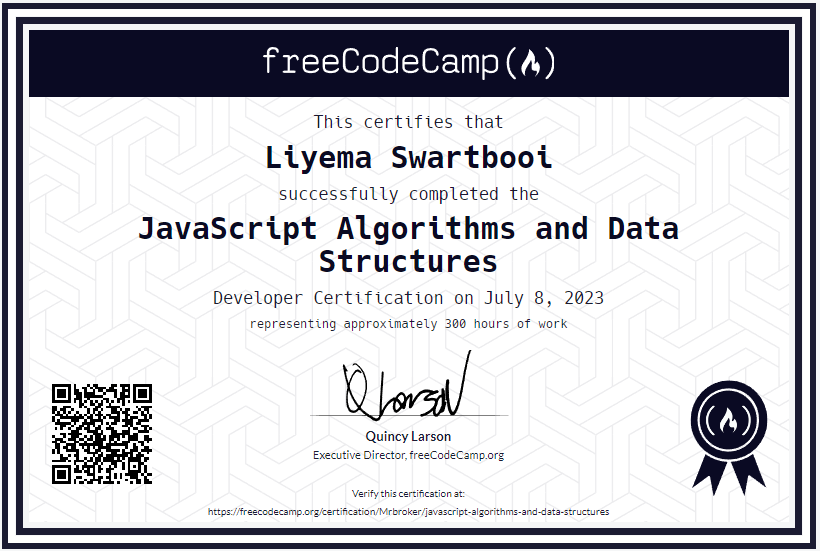 freeCodeCamp
This certifies that
Liyema Swartbooi
successfully completed the
JavaScript Algorithms and Data
Structures
Developer Certification on July 8, 2023
representing approximately 300 hours of work
Q Larson
Quincy Larson
Executive Director, freeCodeCamp.org
Verify this certification at:
https://freecodecamp.org/certification/Mrbroker/javascript-algorithms-and-data-structures